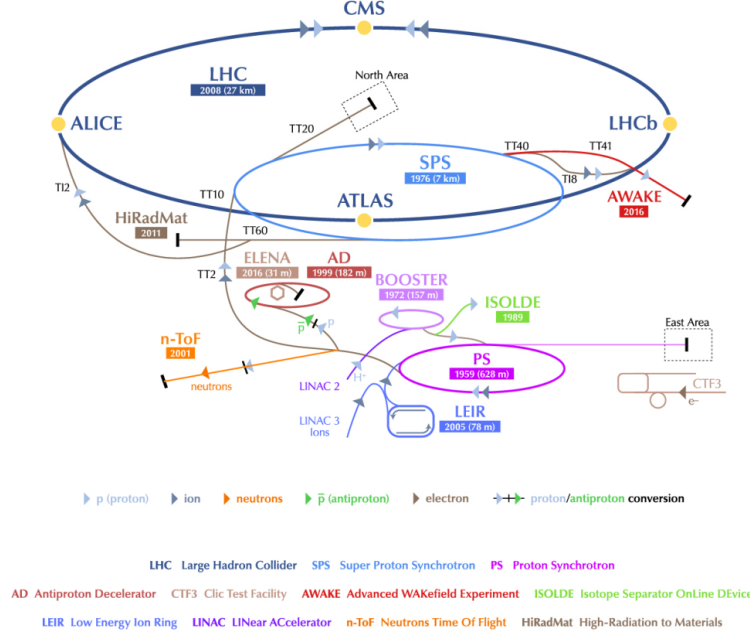 CMS
LHC
2008 (27 km)
North Area
ALICE
LHCb
TT20
TT40
TT41
SPS
1976 (7 km)
TI8
TI2
TT10
ATLAS
AWAKE
2016
HiRadMat
2011
TT60
ELENA
2016 (31 m)
AD
1999 (182 m)
TT2
BOOSTER
1972 (157 m)
ISOLDE
1989
p
p̅
East Area
n-ToF
2001
PS
1959 (628 m)
neutrons
LINAC 2
H⁺
CTF3
e–
LINAC 3
Ions
LEIR
2005 (78 m)
p (proton) ion neutrons p̅ (antiproton) electron proton/antiproton conversion
LHC Large Hadron Collider SPS Super Proton Synchrotron PS Proton Synchrotron
AD Antiproton Decelerator CTF3 Clic Test Facility AWAKE Advanced WAKefield Experiment ISOLDE Isotope Separator OnLine DEvice
LEIR Low Energy Ion Ring LINAC LINear ACcelerator n-ToF Neutrons Time Of Flight HiRadMat High-Radiation to Materials